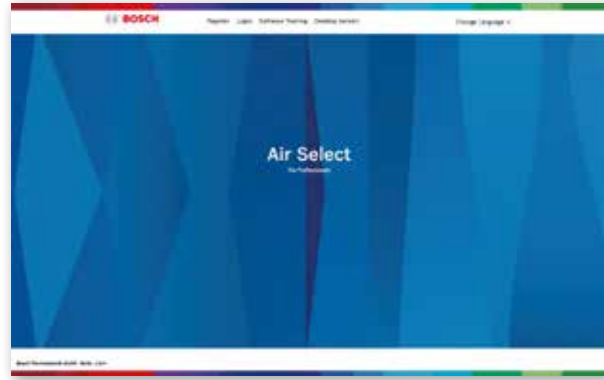 BOSCH
Register Login Software Training Desktop Version
Change Language
Air Select
For Professionals